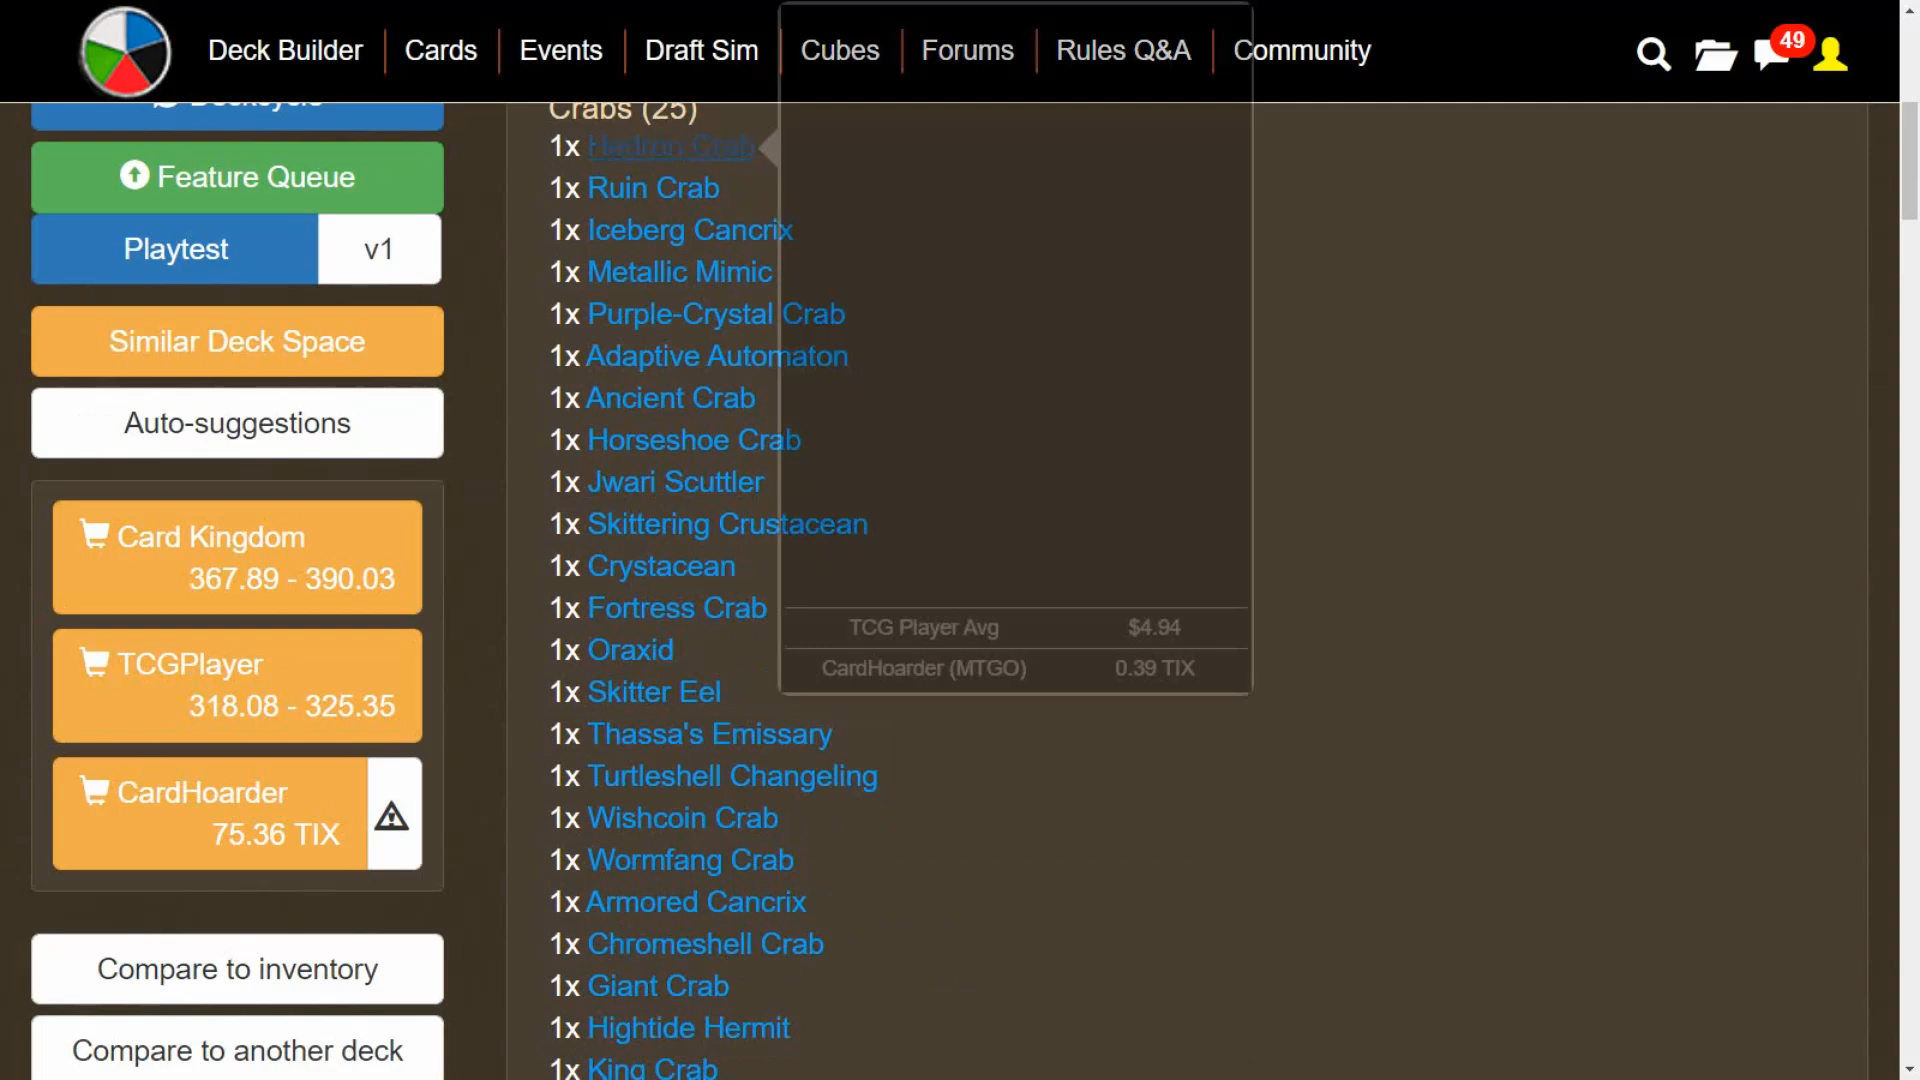 Deck Builder
Cards
Events
Draft Sim
Cubes
Forums
Rules Q&A
Community
49
Feature Queue
Playtest
v1
Similar Deck Space
Auto-suggestions
Card Kingdom
367.89 - 390.03
TCGPlayer
318.08 - 325.35
CardHoarder
75.36 TIX
Compare to inventory
Compare to another deck
Crabs (25)
1x Hedron Crab
1x Ruin Crab
1x Iceberg Cancrix
1x Metallic Mimic
1x Purple-Crystal Crab
1x Adaptive Automaton
1x Ancient Crab
1x Horseshoe Crab
1x Jwari Scuttler
1x Skittering Crustacean
1x Crystacean
1x Fortress Crab
1x Oraxid
1x Skitter Eel
1x Thassa's Emissary
1x Turtleshell Changeling
1x Wishcoin Crab
1x Wormfang Crab
1x Armored Cancrix
1x Chromeshell Crab
1x Giant Crab
1x Hightide Hermit
1x King Crab
TCG Player Avg $4.94
CardHoarder (MTGO) 0.39 TIX